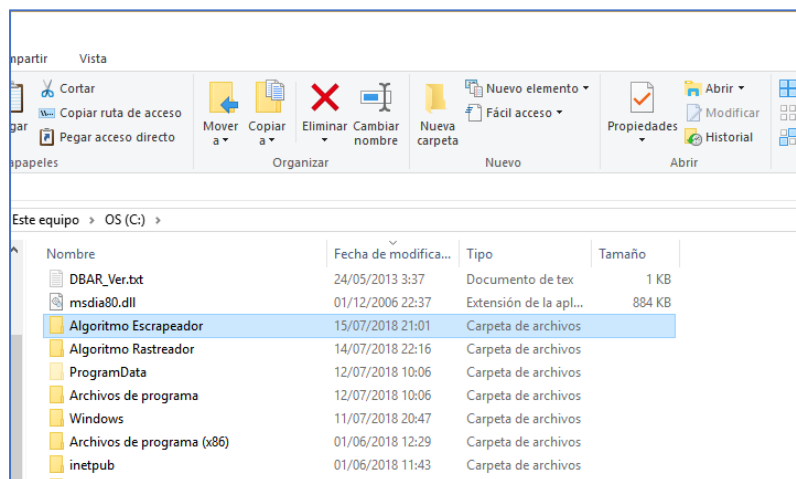 mpartir Vista
Cortar
Copiar ruta de acceso
gar
Pegar acceso directo
apapeles
Mover a
Copiar a
Eliminar
Cambiar nombre
Organizar
Nueva carpeta
Nuevo elemento
Fácil acceso
Nuevo
Propiedades
Abrir
Modificar
Historial
Abrir
Este equipo > OS (C:) >
Nombre Fecha de modifica... Tipo Tamaño
DBAR_Ver.txt 24/05/2013 3:37 Documento de tex 1 KB
msdia80.dll 01/12/2006 22:37 Extensión de la apl... 884 KB
Algoritmo Escrapeador 15/07/2018 21:01 Carpeta de archivos
Algoritmo Rastreador 14/07/2018 22:16 Carpeta de archivos
ProgramData 12/07/2018 10:06 Carpeta de archivos
Archivos de programa 12/07/2018 10:06 Carpeta de archivos
Windows 11/07/2018 20:47 Carpeta de archivos
Archivos de programa (x86) 01/06/2018 12:29 Carpeta de archivos
inetpub 01/06/2018 11:43 Carpeta de archivos